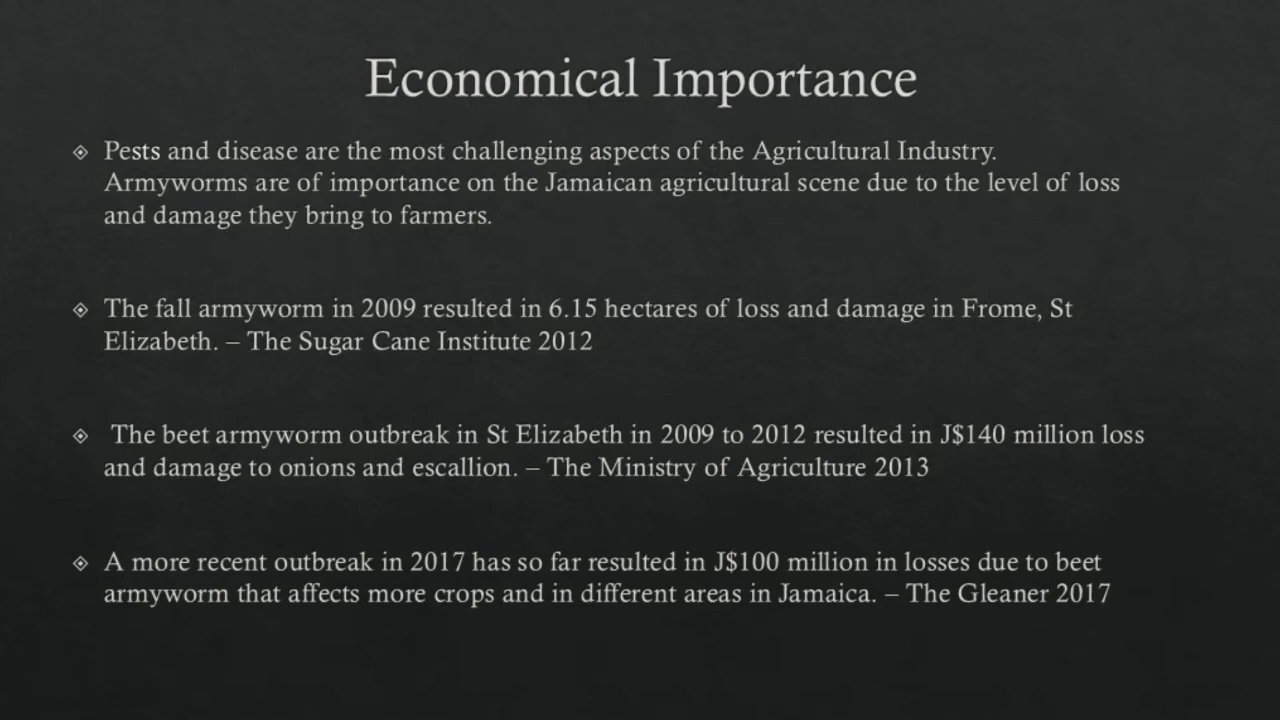 Economical Importance
Pests and disease are the most challenging aspects of the Agricultural Industry.
Armyworms are of importance on the Jamaican agricultural scene due to the level of loss
and damage they bring to farmers.
The fall armyworm in 2009 resulted in 6.15 hectares of loss and damage in Frome, St
Elizabeth. – The Sugar Cane Institute 2012
The beet armyworm outbreak in St Elizabeth in 2009 to 2012 resulted in J$140 million loss
and damage to onions and escallion. – The Ministry of Agriculture 2013
A more recent outbreak in 2017 has so far resulted in J$100 million in losses due to beet
armyworm that affects more crops and in different areas in Jamaica. – The Gleaner 2017